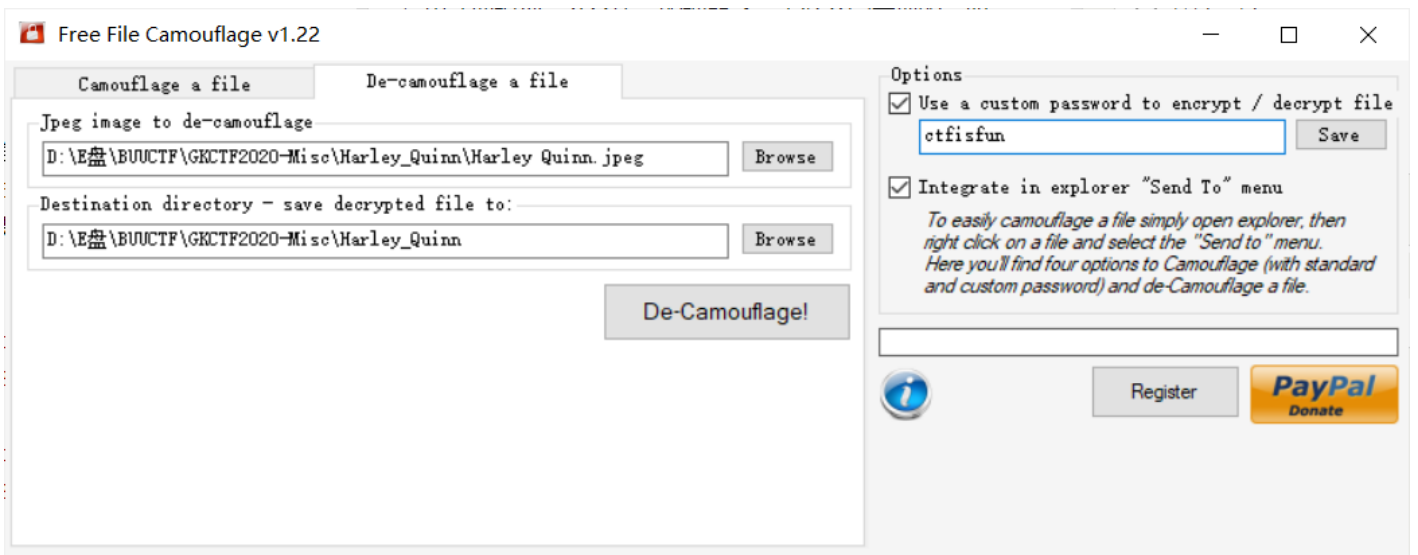 Free File Camouflage v1.22
Camouflage a file
De-camouflage a file
Jpeg image to de-camouflage
D:\E盘\BUUCTF\GKCTF2020-Misc\Harley_Quinn\Harley Quinn.jpeg
Browse
Destination directory - save decrypted file to:
D:\E盘\BUUCTF\GKCTF2020-Misc\Harley_Quinn
Browse
De-Camouflage!
Options
Use a custom password to encrypt / decrypt file
ctfisfun
Save
Integrate in explorer "Send To" menu
To easily camouflage a file simply open explorer, then
right click on a file and select the "Send to" menu.
Here you'll find four options to Camouflage (with standard
and custom password) and de-Camouflage a file.
Register
PayPal
Donate